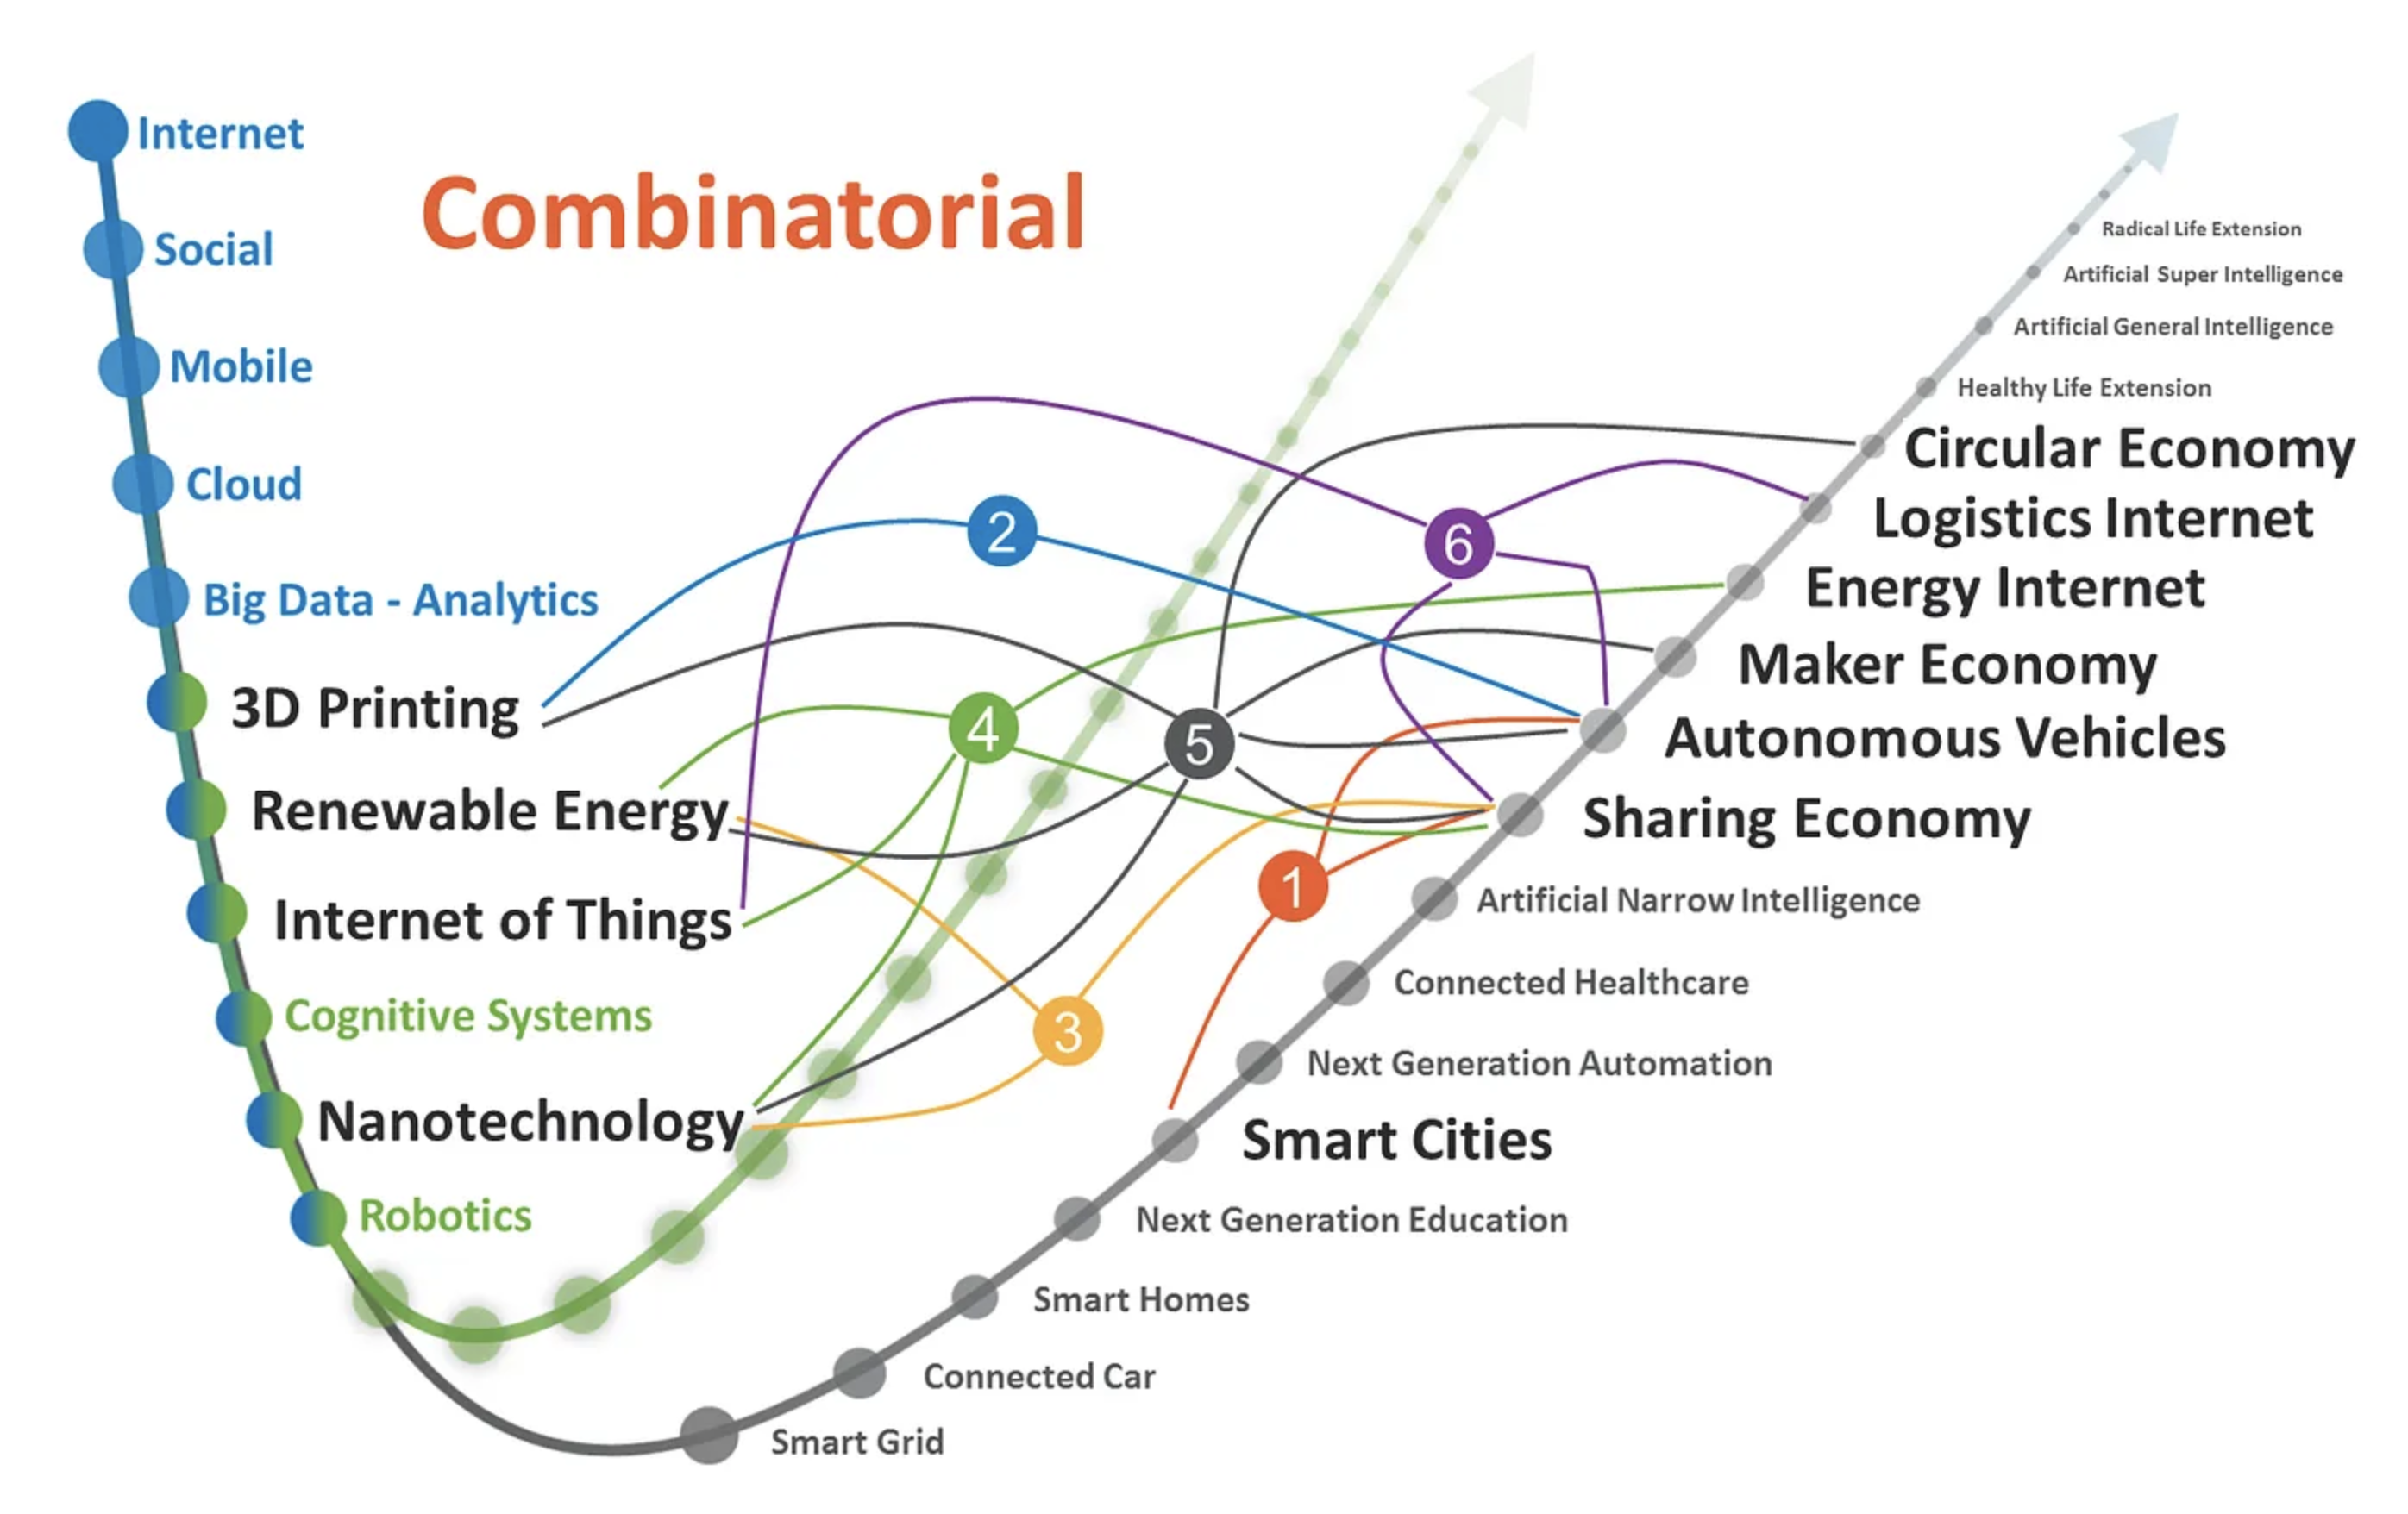 Combinatorial
Internet
Social
Mobile
Cloud
Big Data - Analytics
3D Printing
Renewable Energy
Internet of Things
Cognitive Systems
Nanotechnology
Robotics
2
6
4
5
1
3
Radical Life Extension
Artificial Super Intelligence
Artificial General Intelligence
Healthy Life Extension
Circular Economy
Logistics Internet
Energy Internet
Maker Economy
Autonomous Vehicles
Sharing Economy
Artificial Narrow Intelligence
Connected Healthcare
Next Generation Automation
Smart Cities
Next Generation Education
Smart Homes
Connected Car
Smart Grid